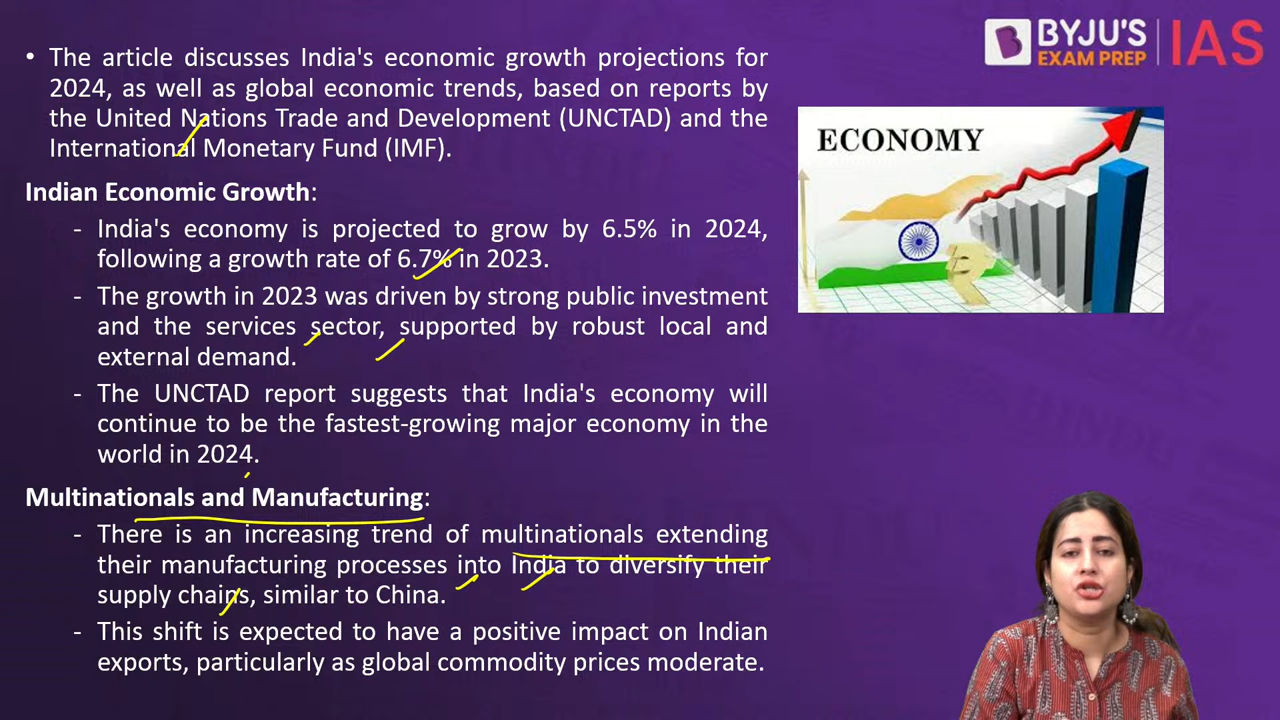 • The article discusses India's economic growth projections for
2024, as well as global economic trends, based on reports by
the United Nations Trade and Development (UNCTAD) and the
International Monetary Fund (IMF).
Indian Economic Growth:
- India's economy is projected to grow by 6.5% in 2024,
following a growth rate of 6.7% in 2023.
- The growth in 2023 was driven by strong public investment
and the services sector, supported by robust local and
external demand.
- The UNCTAD report suggests that India's economy will
continue to be the fastest-growing major economy in the
world in 2024.
Multinationals and Manufacturing:
- There is an increasing trend of multinationals extending
their manufacturing processes into India to diversify their
supply chains, similar to China.
- This shift is expected to have a positive impact on Indian
exports, particularly as global commodity prices moderate.
BYJU'S
EXAM PREP
IAS
ECONOMY